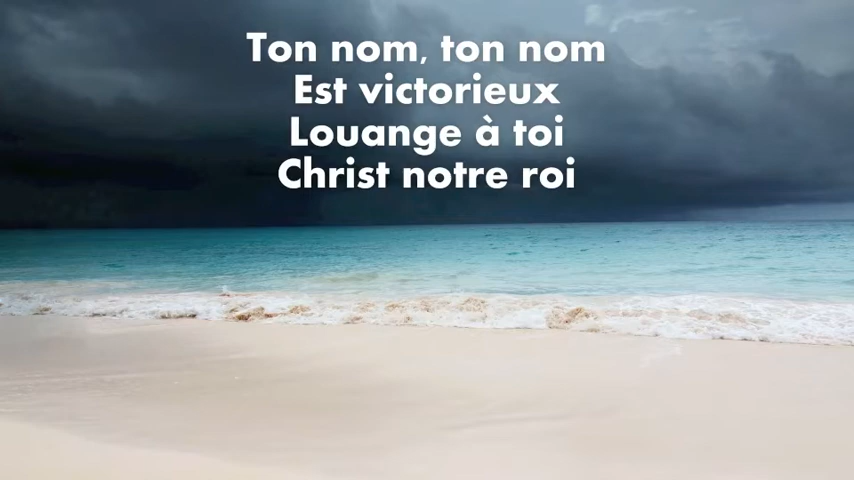 Ton nom, ton nom
Est victorieux
Louange à toi
Christ notre roi